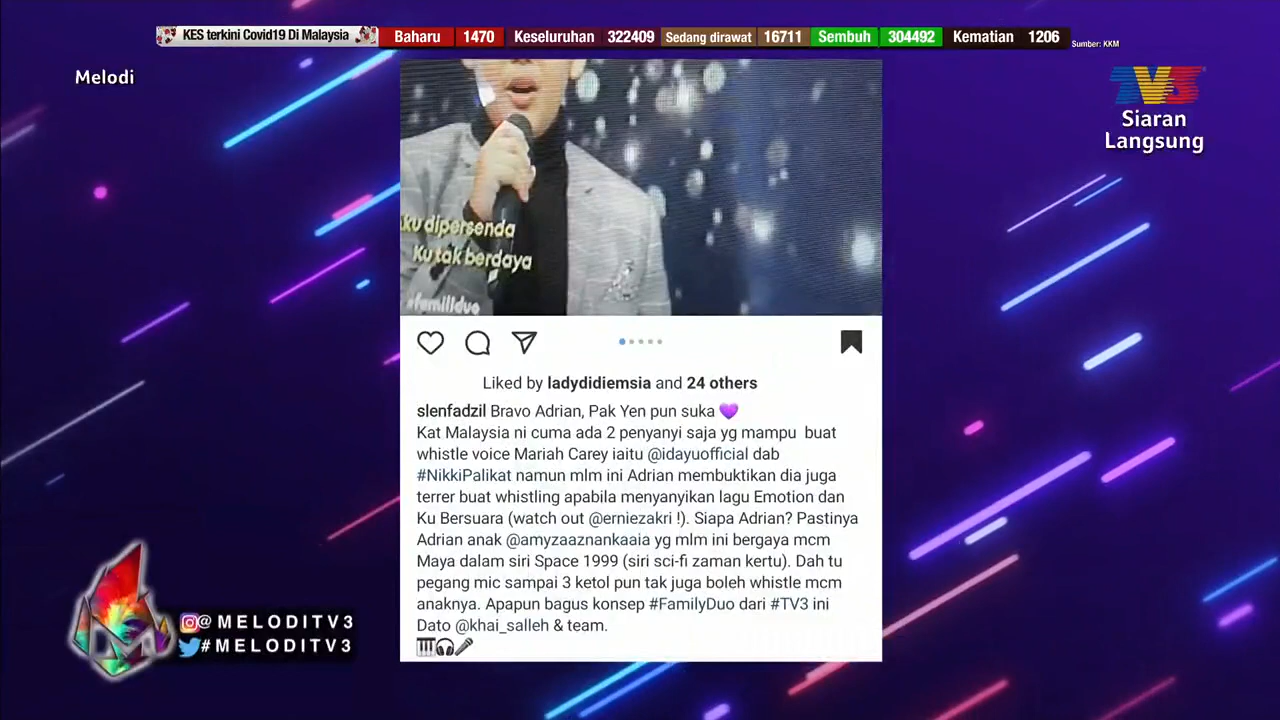 KES terkini Covid19 Di Malaysia Baharu 1470 Keseluruhan 322409 Sedang dirawat 16711 Sembuh 304492 Kematian 1206
Sumber: KKM
Melodi
TV3
Siaran
Langsung
ku dipersenda
Ku tak berdaya
Liked by ladydidiemsia and 24 others
slenfadzil Bravo Adrian, Pak Yen pun suka 💜
Kat Malaysia ni cuma ada 2 penyanyi saja yg mampu buat
whistle voice Mariah Carey iaitu @idayuofficial dab
#NikkiPalikat namun mlm ini Adrian membuktikan dia juga
terrer buat whistling apabila menyanyikan lagu Emotion dan
Ku Bersuara (watch out @erniezakri !). Siapa Adrian? Pastinya
Adrian anak @amyzaaznankaaia yg mlm ini bergaya mcm
Maya dalam siri Space 1999 (siri sci-fi zaman kertu). Dah tu
pegang mic sampai 3 ketol pun tak juga boleh whistle mcm
anaknya. Apapun bagus konsep #FamilyDuo dari #TV3 ini
Dato @khai_salleh & team.
🎹🎧🎤
@MELODITV3
#MELODITV3